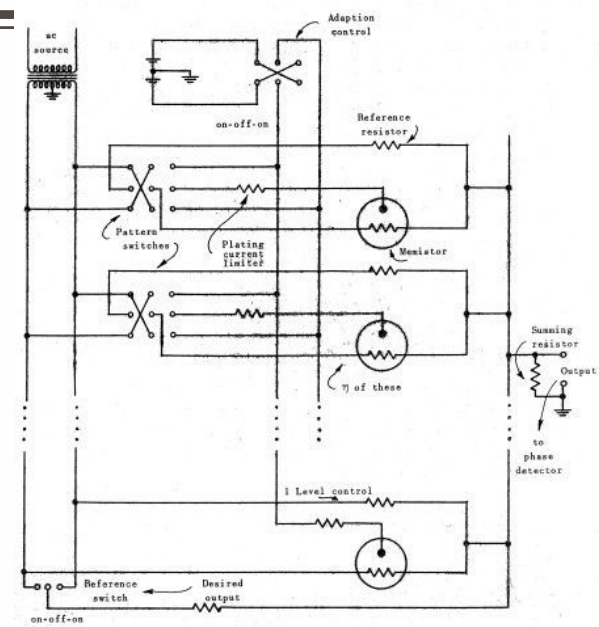 ac
source
Adaption
control
on-off-on
Reference
resistor
Pattern
switches
Plating
current
limiter
Memistor
η of these
Summing
resistor
Output
to
phase
detector
1 Level control
Reference
switch
Desired
output
on-off-on